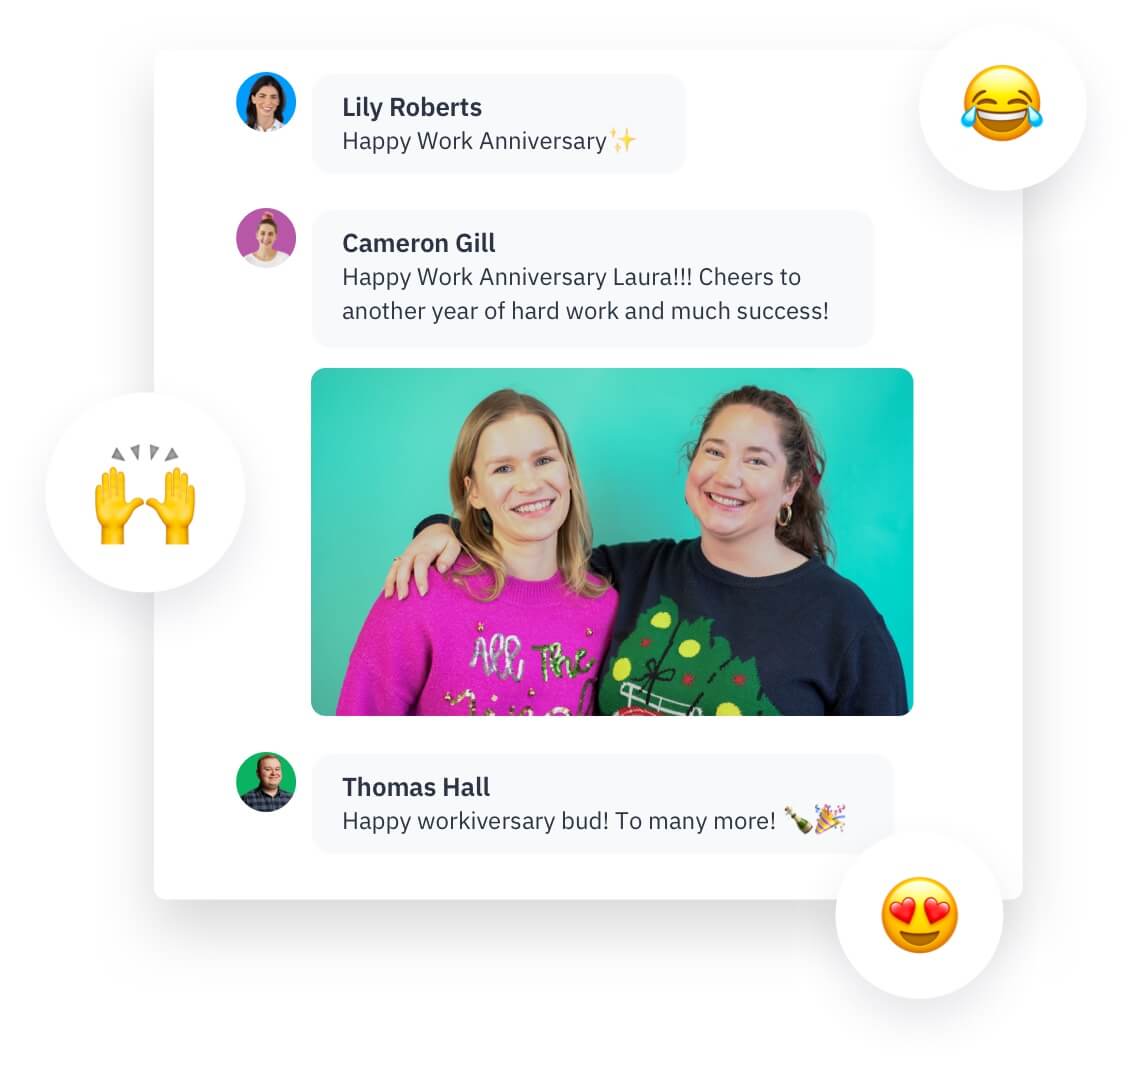 Lily Roberts
Happy Work Anniversary✨
Cameron Gill
Happy Work Anniversary Laura!!! Cheers to
another year of hard work and much success!
All The
Thomas Hall
Happy workiversary bud! To many more! 🍾🎉